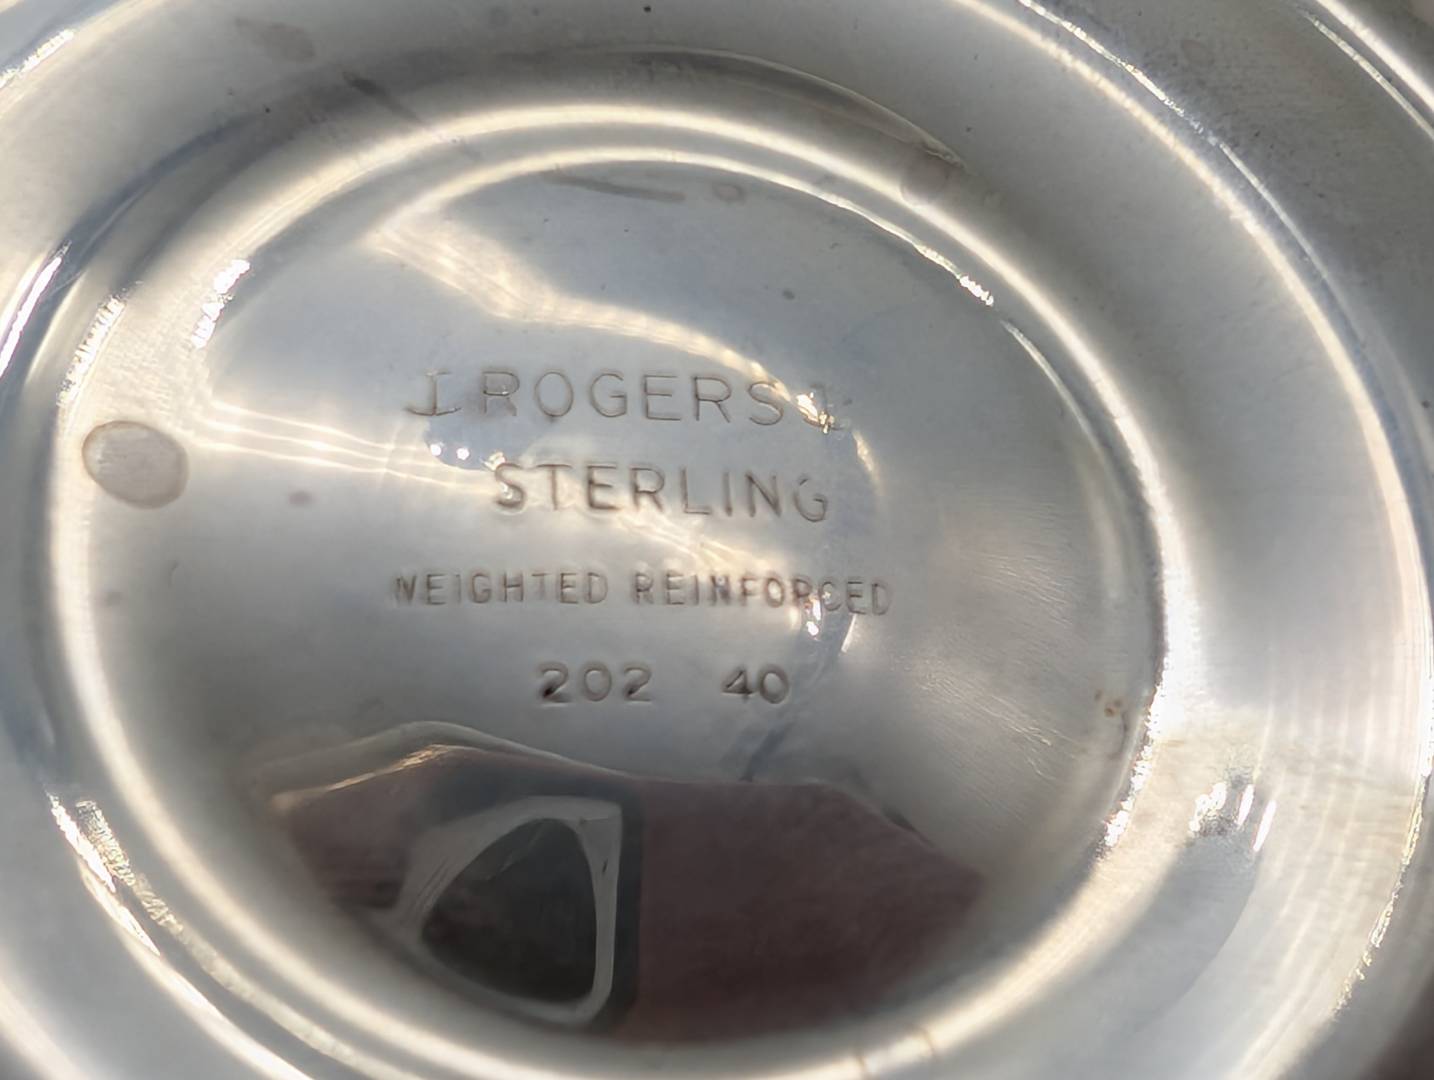 J. ROGERS
STERLING
WEIGHTED REINFORCED
202 40